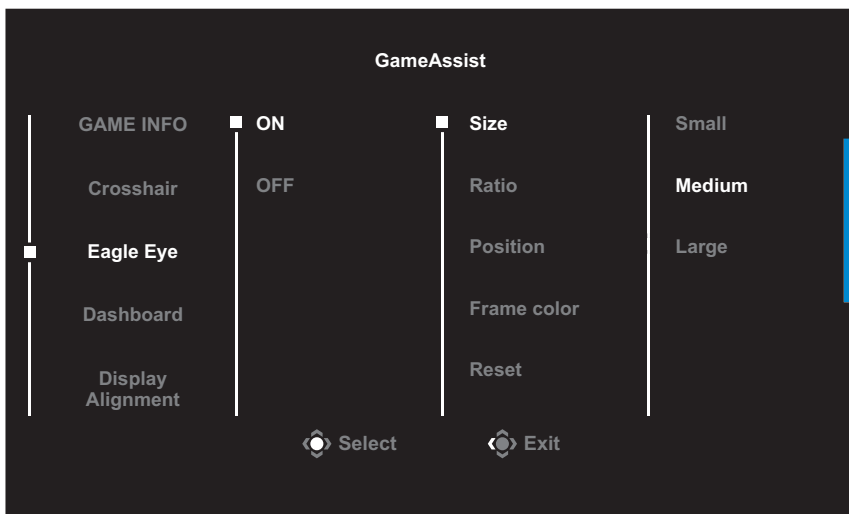 GameAssist
GAME INFO
Crosshair
Eagle Eye
Dashboard
Display
Alignment
ON
OFF
Size
Ratio
Position
Frame color
Reset
Small
Medium
Large
Select
Exit